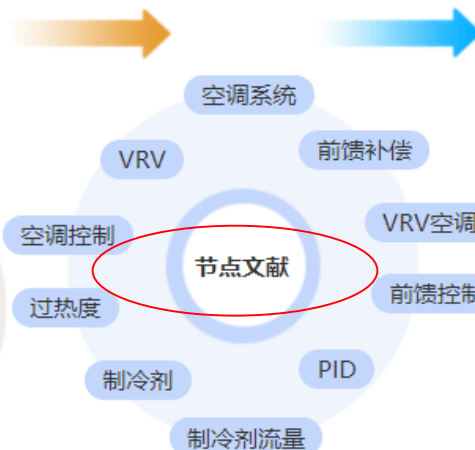 空调系统
前馈补偿
VRV
VRV空调
空调控制
节点文献
前馈控制
过热度
PID
制冷剂
制冷剂流量